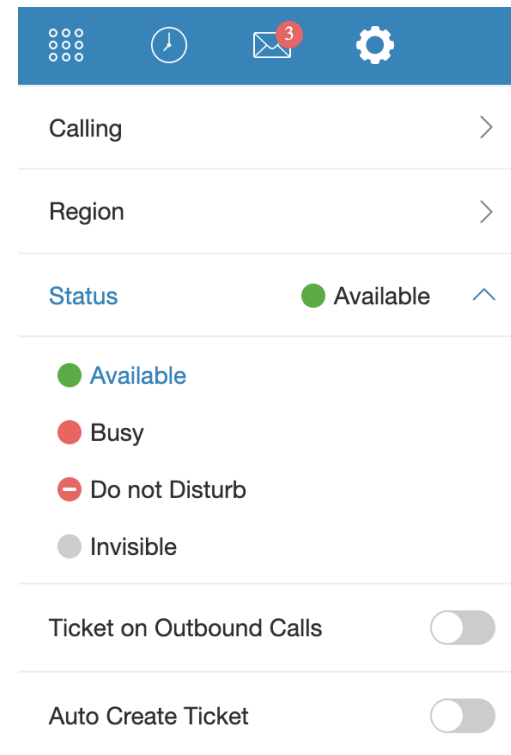 3
Calling
Region
Status Available
Available
Busy
Do not Disturb
Invisible
Ticket on Outbound Calls
Auto Create Ticket